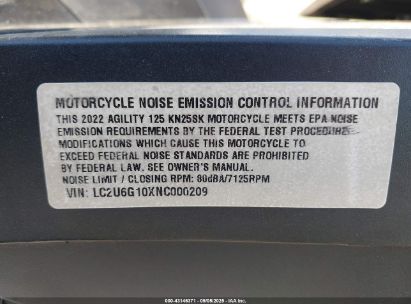 MOTORCYCLE NOISE EMISSION CONTROL INFORMATION
THIS 2022 AGILITY 125 KN25SK MOTORCYCLE MEETS EPA NOISE
EMISSION REQUIREMENTS BY THE FEDERAL TEST PROCEDURE.
MODIFICATIONS WHICH CAUSE THIS MOTORCYCLE TO
EXCEED FEDERAL NOISE STANDARDS ARE PROHIBITED
BY FEDERAL LAW. SEE OWNER'S MANUAL.
NOISE LIMIT / CLOSING RPM: 80dBA/7125RPM
VIN: LC2U6G10XNC000209